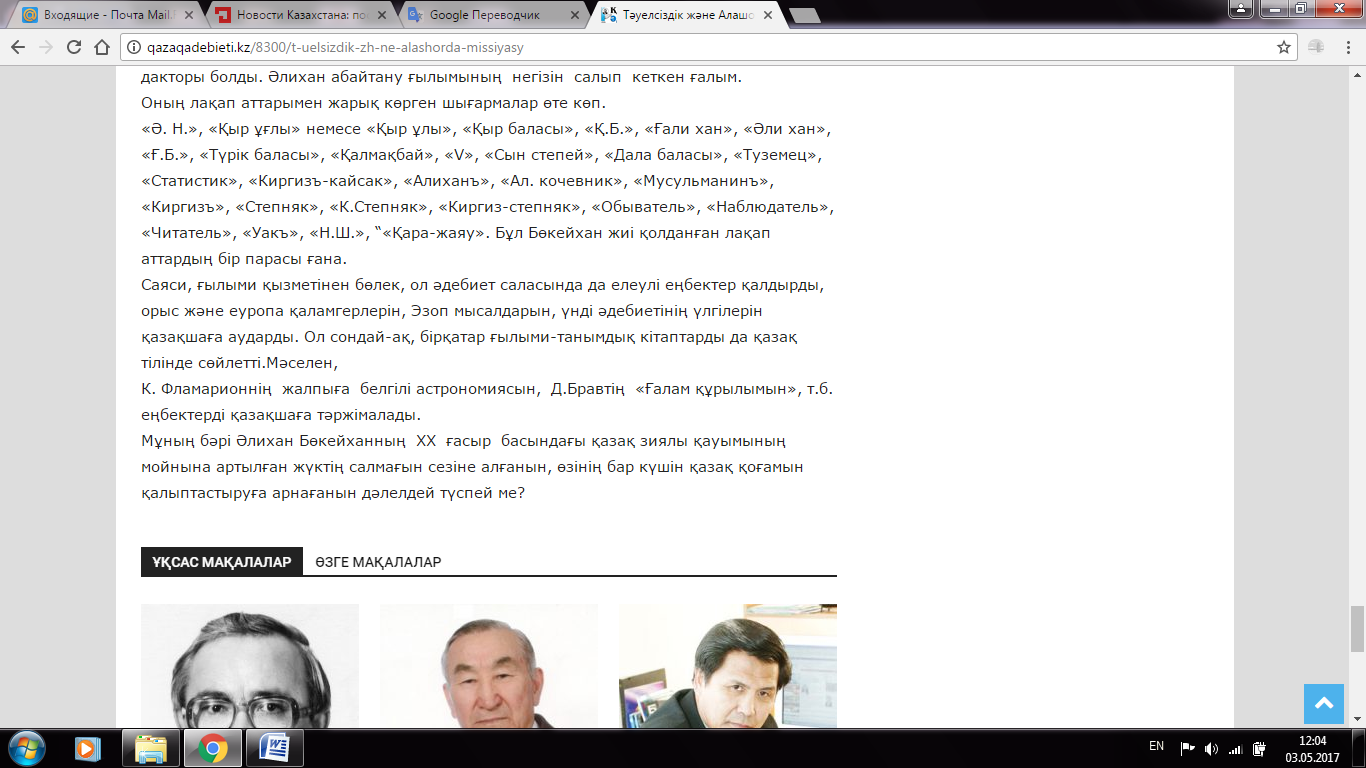 Входящие - Почта Mail.
Новости Казахстана: по
Google Переводчик
Тәуелсіздік және Алаш
qazaqadebieti.kz/8300/t-uelsizdik-zh-ne-alashorda-missiyasy
дакторы болды. Әлихан абайтану ғылымының негізін салып кеткен ғалым.
Оның лақап аттарымен жарық көрген шығармалар өте көп.
«Ә. Н.», «Қыр ұғлы» немесе «Қыр ұлы», «Қыр баласы», «Қ.Б.», «Ғали хан», «Әли хан»,
«Ғ.Б.», «Түрік баласы», «Қалмақбай», «V», «Сын степей», «Дала баласы», «Туземец»,
«Статистик», «Киргизъ-кайсак», «Алиханъ», «Ал. кочевник», «Мусульманинъ»,
«Киргизъ», «Степняк», «К.Степняк», «Киргиз-степняк», «Обыватель», «Наблюдатель»,
«Читатель», «Уакъ», «Н.Ш.», “«Қара-жаяу». Бұл Бөкейхан жиі қолданған лақап
аттардың бір парасы ғана.
Саяси, ғылыми қызметінен бөлек, ол әдебиет саласында да елеулі еңбектер қалдырды,
орыс және еуропа қаламгерлерін, Эзоп мысалдарын, үнді әдебиетінің үлгілерін
қазақшаға аударды. Ол сондай-ақ, бірқатар ғылыми-танымдық кітаптарды да қазақ
тілінде сөйлетті.Мәселен,
К. Фламарионнің жалпыға белгілі астрономиясын, Д.Бравтің «Ғалам құрылымын», т.б.
еңбектерді қазақшаға тәржімалады.
Мұның бәрі Әлихан Бөкейханның ХХ ғасыр басындағы қазақ зиялы қауымының
мойнына артылған жүктің салмағын сезіне алғанын, өзінің бар күшін қазақ қоғамын
қалыптастыруға арнағанын дәлелдей түспей ме?
ҰҚСАС МАҚАЛАЛАР
ӨЗГЕ МАҚАЛАЛАР
EN
12:04
03.05.2017